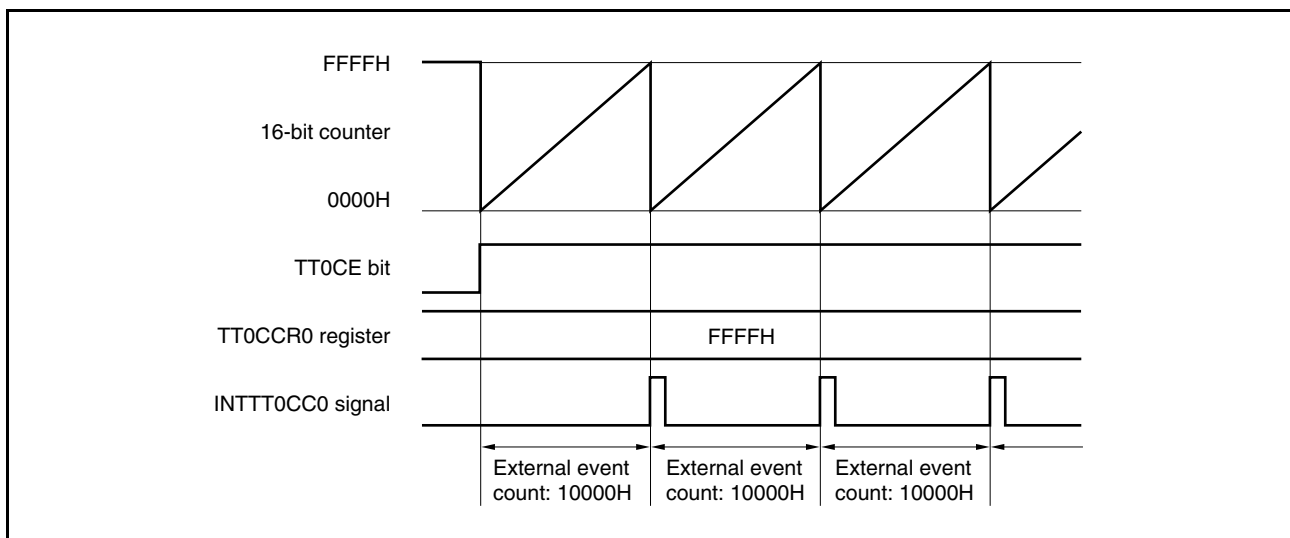 FFFFH
16-bit counter
0000H
TT0CE bit
TT0CCR0 register
FFFFH
INTTT0CC0 signal
External event
count: 10000H
External event
count: 10000H
External event
count: 10000H